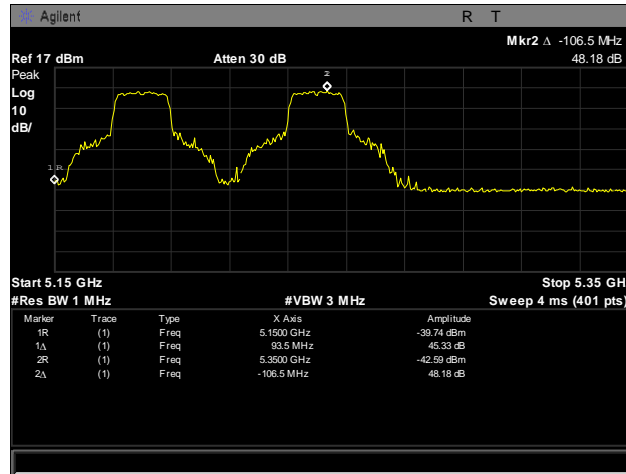 Agilent R T
Mkr2 Δ -106.5 MHz
Ref 17 dBm Atten 30 dB 48.18 dB
Peak
Log
10
dB/
2
1R
Start 5.15 GHz Stop 5.35 GH
#Res BW 1 MHz #VBW 3 MHz Sweep 4 ms (401 pts)
Marker Trace Type X Axis Amplitude
1R (1) Freq 5.1500 GHz -39.74 dBm
1Δ (1) Freq 93.5 MHz 45.33 dB
2R (1) Freq 5.3500 GHz -42.59 dBm
2Δ (1) Freq -106.5 MHz 48.18 dB